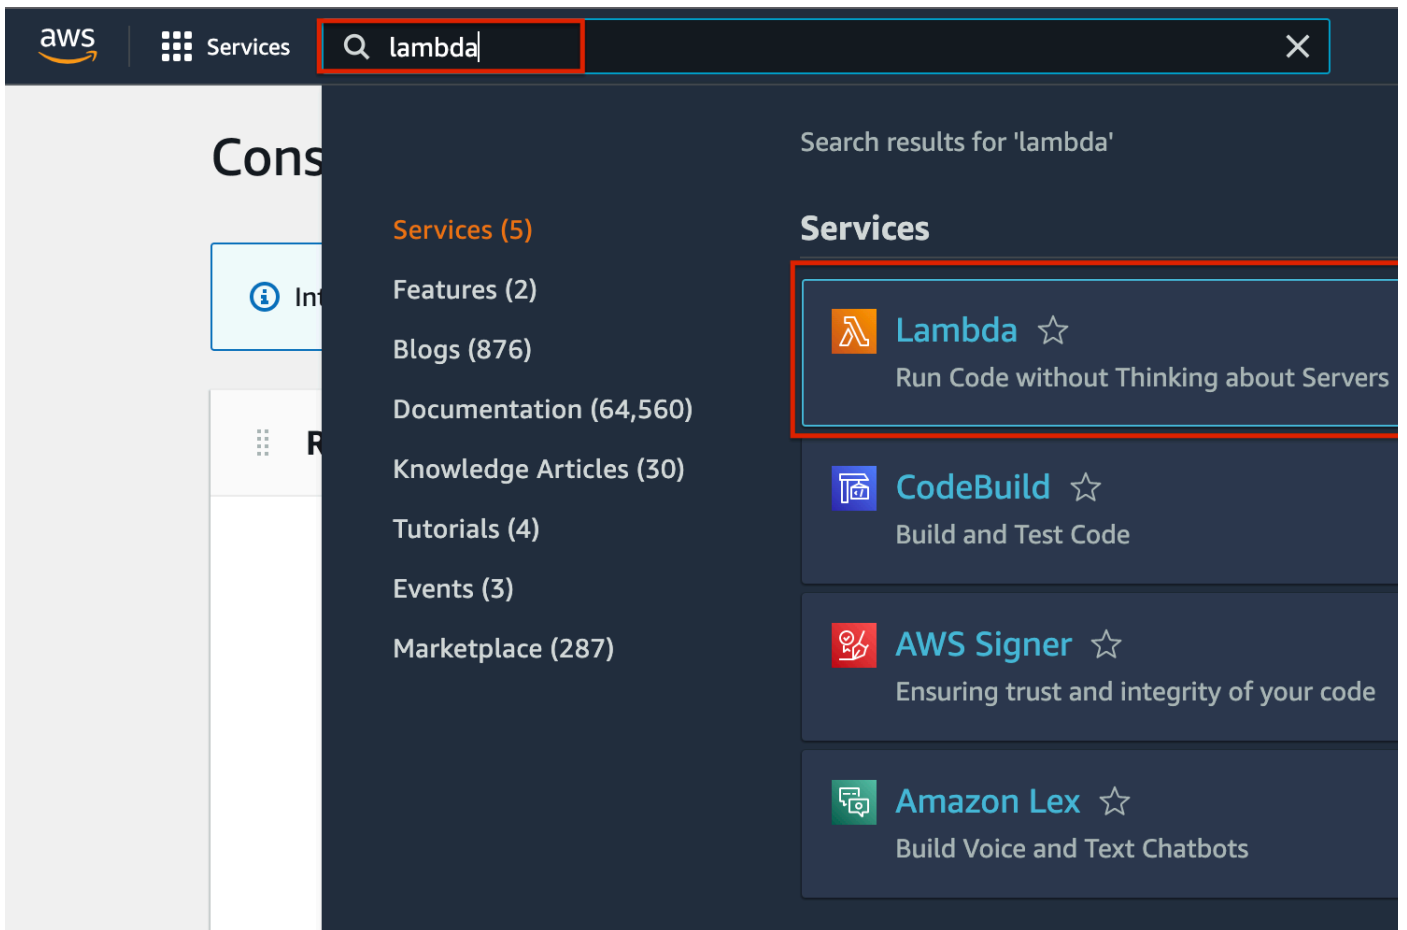 aws
Services
lambda
Cons
Int
R
Services (5)
Features (2)
Blogs (876)
Documentation (64,560)
Knowledge Articles (30)
Tutorials (4)
Events (3)
Marketplace (287)
Search results for 'lambda'
Services
Lambda
Run Code without Thinking about Servers
CodeBuild
Build and Test Code
AWS Signer
Ensuring trust and integrity of your code
Amazon Lex
Build Voice and Text Chatbots